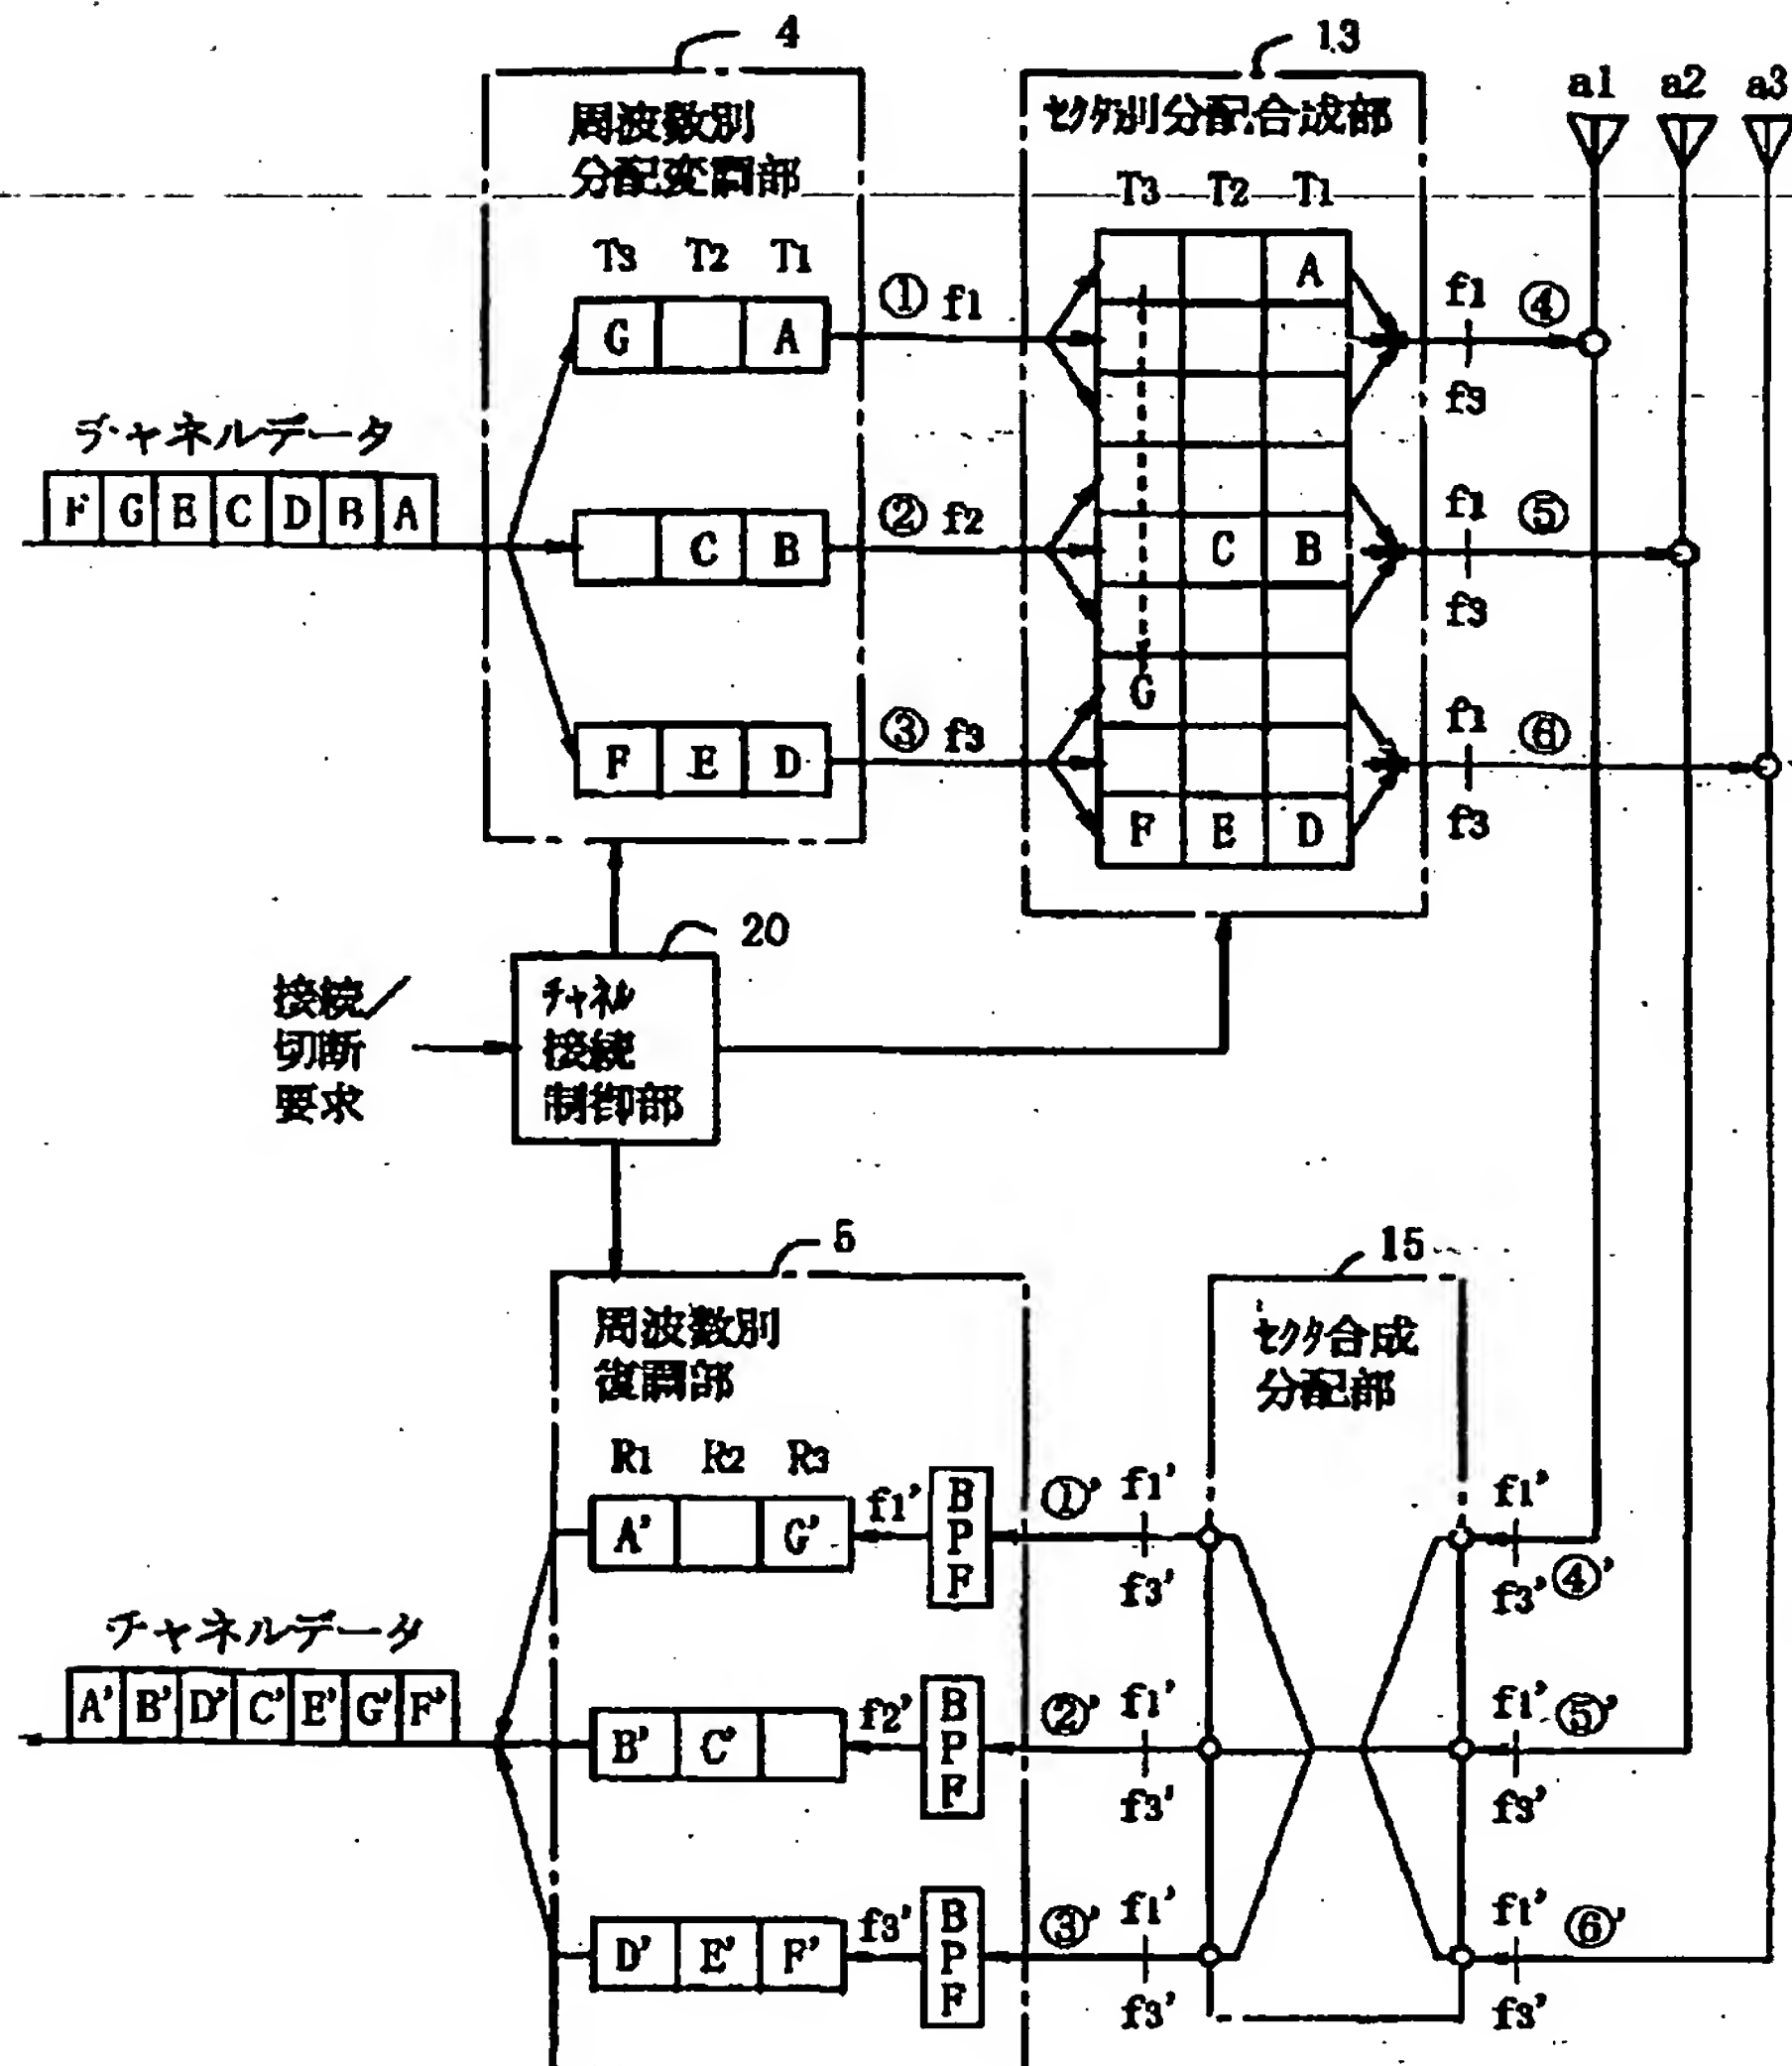 4
13
a1 a2 a3
周波数別
分配変調部
セクタ別分配合成部
T3 T2 T1
T3 T2 T1
G A
① f1
A
f1 ④
f3
チャネルデータ
F G E C D B A
C B
② f2
C B
f1 ⑤
f3
G
F E D
③ f3
F E D
f1 ⑥
f3
20
接続/
切断
要求
チャネル
接続
制御部
5
15
周波数別
復調部
セクタ合成
分配部
R1 R2 R3
A' G'
f1'
BPF
①' f1'
f3'
f1'
f3' ④'
チャネルデータ
A' B' D' C' E' G' F'
B' C'
f2'
BPF
②' f1'
f3'
f1' ⑤'
f3'
D' E' F'
f3'
BPF
③' f1'
f3'
f1' ⑥'
f3'